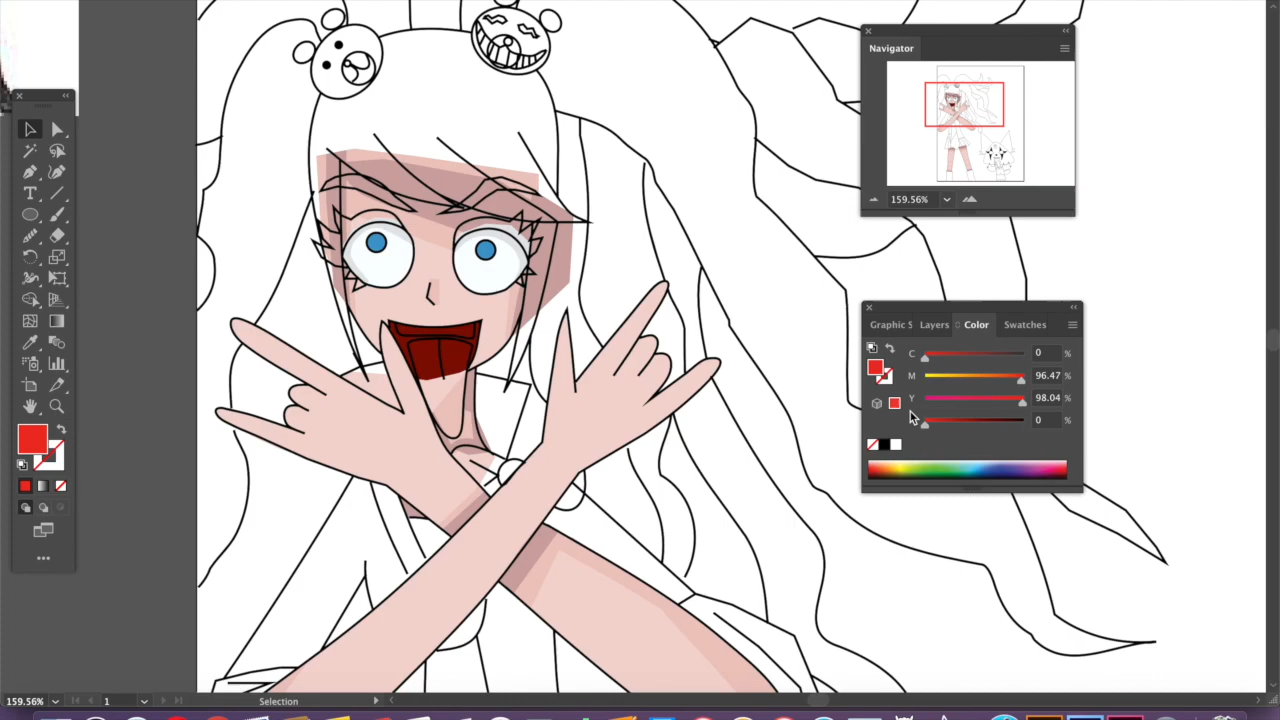 Navigator
159.56%
Graphic S Layers Color Swatches
C 0 %
M 96.47 %
Y 98.04 %
0 %
159.56% 1 Selection